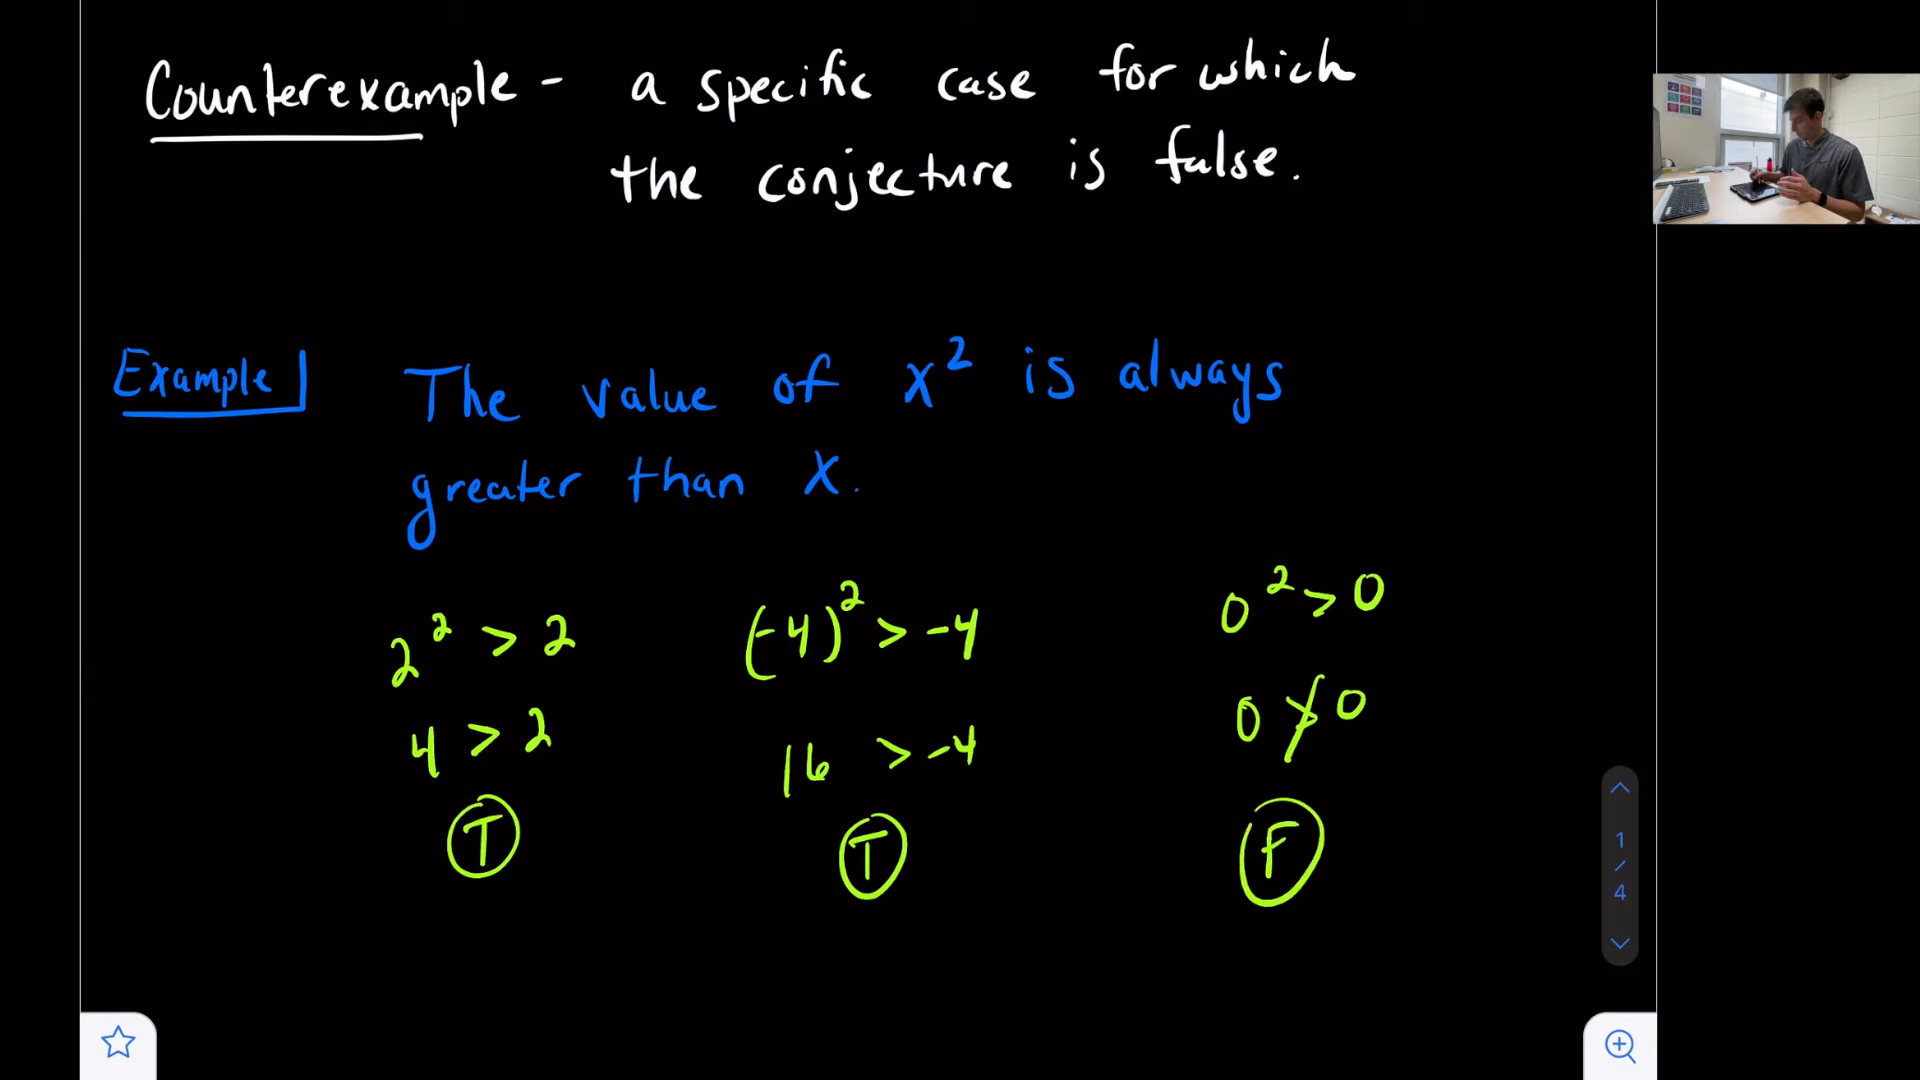 Counterexample - a specific case for which
the conjecture is false.
Example The value of x² is always
greater than x.
2² > 2 (-4)² > -4 0² > 0
4 > 2 16 > -4 0 ≯ 0
T T F
1
/
4